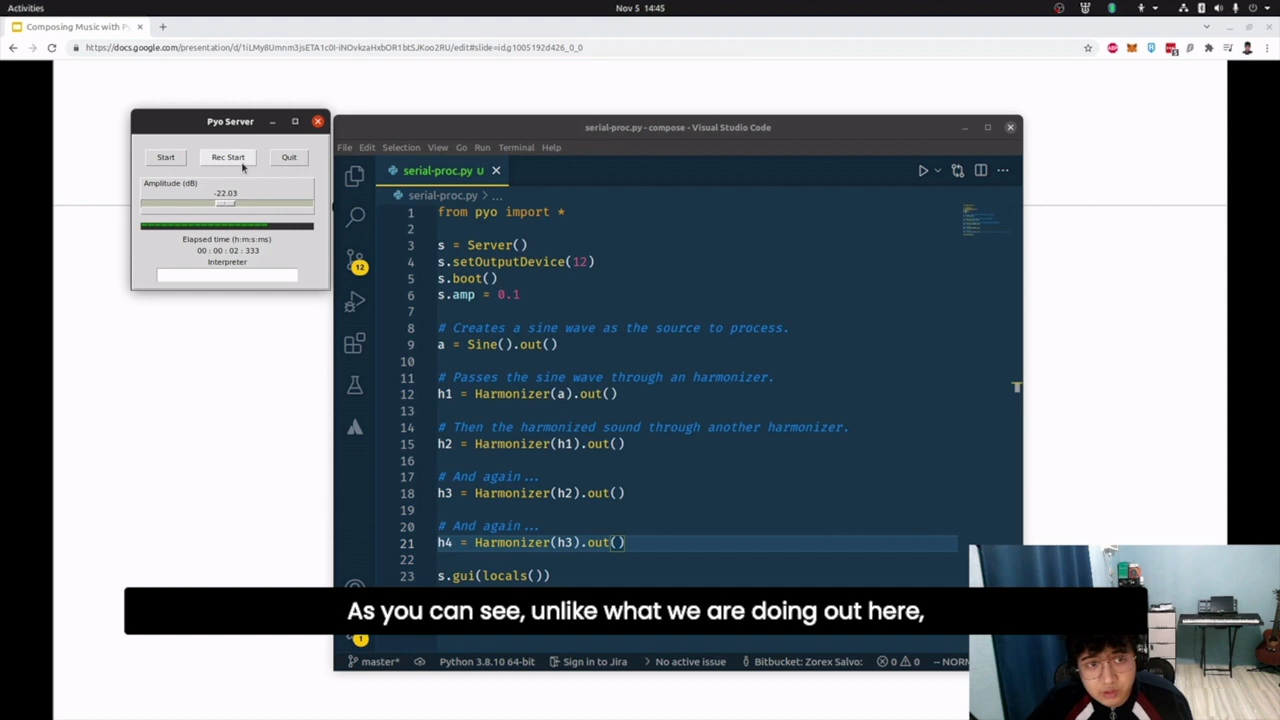 Activities
Nov 5 14:45
Composing Music with Py
https://docs.google.com/presentation/d/1iLMy8Umnm3jsETA1c0I-iNOvkzaHxbOR1btSJKoo2RU/edit#slide=id.g1005192d426_0_0
Pyo Server
Start
Rec Start
Quit
Amplitude (dB)
-22.03
Elapsed time (h:m:s:ms)
00 : 00 : 02 : 333
Interpreter
serial-proc.py - compose - Visual Studio Code
File Edit Selection View Go Run Terminal Help
serial-proc.py U
serial-proc.py > ...
1 from pyo import *
2
3 s = Server()
4 s.setOutputDevice(12)
5 s.boot()
6 s.amp = 0.1
7
8 # Creates a sine wave as the source to process.
9 a = Sine().out()
10
11 # Passes the sine wave through an harmonizer.
12 h1 = Harmonizer(a).out()
13
14 # Then the harmonized sound through another harmonizer.
15 h2 = Harmonizer(h1).out()
16
17 # And again...
18 h3 = Harmonizer(h2).out()
19
20 # And again...
21 h4 = Harmonizer(h3).out()
22
23 s.gui(locals())
12
As you can see, unlike what we are doing out here,
1
master* Python 3.8.10 64-bit Sign in to Jira No active issue Bitbucket: Zorex Salvo: 0 0 -- NORM